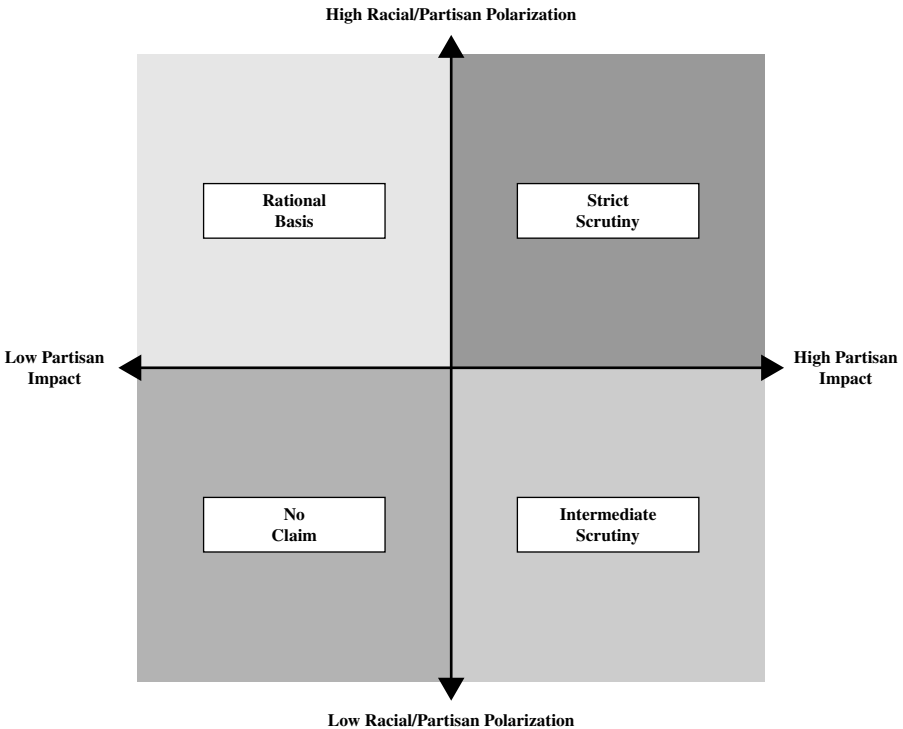 High Racial/Partisan Polarization
Rational
Basis
Strict
Scrutiny
Low Partisan
Impact
High Partisan
Impact
No
Claim
Intermediate
Scrutiny
Low Racial/Partisan Polarization